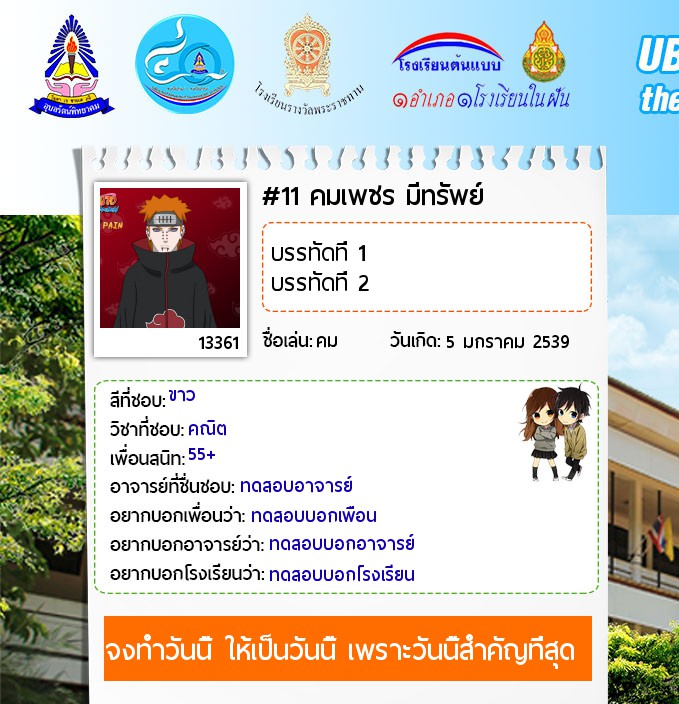 อุบลรัตน์พิทยาคม
โรงเรียนรางวัลพระราชทาน
โรงเรียนต้นแบบ
๑อำเภอ๑โรงเรียนในฝัน
UB
the
PAIN
13361
#11 คมเพชร มีทรัพย์
บรรทัดที่ 1
บรรทัดที่ 2
ชื่อเล่น: คม วันเกิด: 5 มกราคม 2539
สีที่ชอบ: ขาว
วิชาที่ชอบ: คณิต
เพื่อนสนิท: 55+
อาจารย์ที่ชื่นชอบ: ทดสอบอาจารย์
อยากบอกเพื่อนว่า: ทดสอบบอกเพื่อน
อยากบอกอาจารย์ว่า: ทดสอบบอกอาจารย์
อยากบอกโรงเรียนว่า: ทดสอบบอกโรงเรียน
จงทำวันนี้ ให้เป็นวันนี้ เพราะวันนี้สำคัญที่สุด